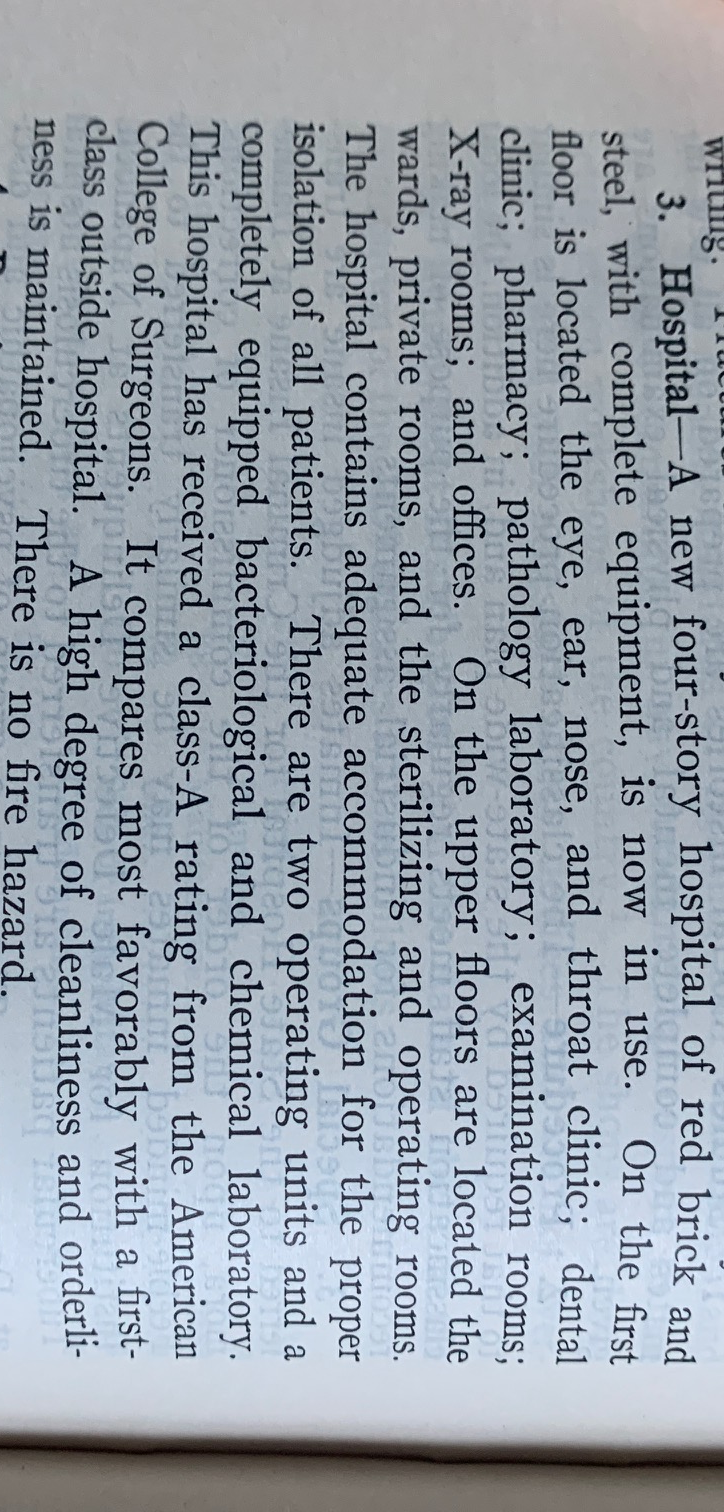 writing.
3. Hospital—A new four-story hospital of red brick and
steel, with complete equipment, is now in use. On the first
floor is located the eye, ear, nose, and throat clinic; dental
clinic; pharmacy; pathology laboratory; examination rooms;
X-ray rooms; and offices. On the upper floors are located the
wards, private rooms, and the sterilizing and operating rooms.
The hospital contains adequate accommodation for the proper
isolation of all patients. There are two operating units and a
completely equipped bacteriological and chemical laboratory.
This hospital has received a class-A rating from the American
College of Surgeons. It compares most favorably with a first-
class outside hospital. A high degree of cleanliness and orderli-
ness is maintained. There is no fire hazard.